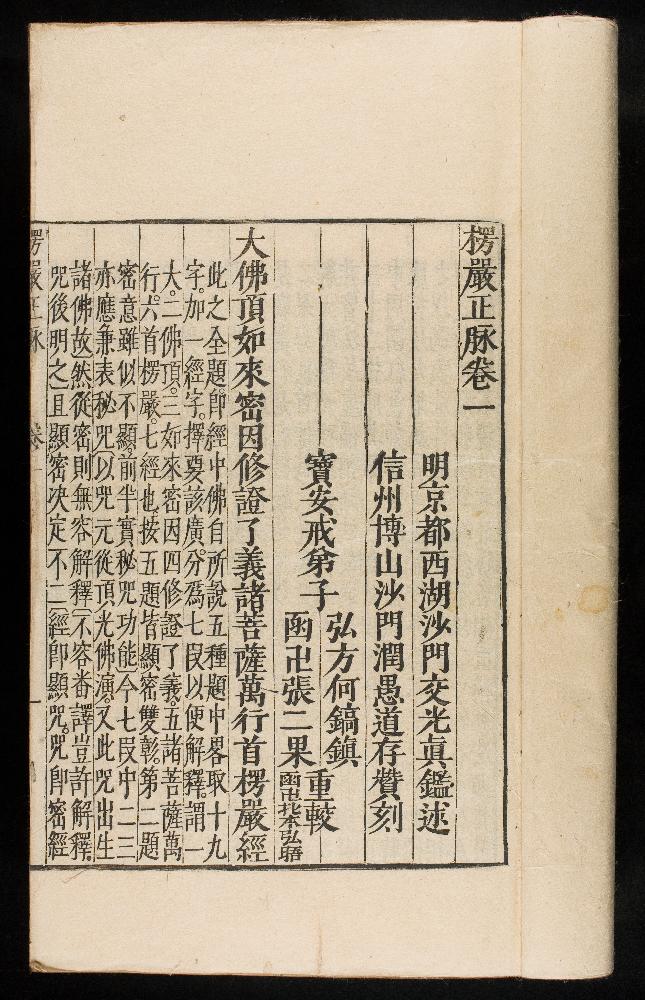 楞嚴正脉卷一
明京都西湖沙門交光眞鑑述
信州博山沙門潤愚道存欑刻
寶安戒弟子
弘方何鎬鎮
函卍張二果
重較
大佛頂如來密因修證了義諸菩薩萬行首楞嚴經
此之全題。卽經中佛自所說五種題中畧取十九
字。加一經字。擇要該廣。分爲七叚以便解釋。謂一
大。二佛頂。三如來密因四修證了義。五諸菩薩萬
行。六首楞嚴。七經也。按五題皆顯密雙彰。第二題
密意雖似不顯。前半實秘咒功能今七叚中二三
亦應兼表秘咒以咒元從頂光佛演。又此咒出生
諸佛故然從密則無容解釋不容畨譯豈許解釋。
咒後明之且顯密决定不二經卽顯咒。咒卽密經
楞嚴正脉 卷一